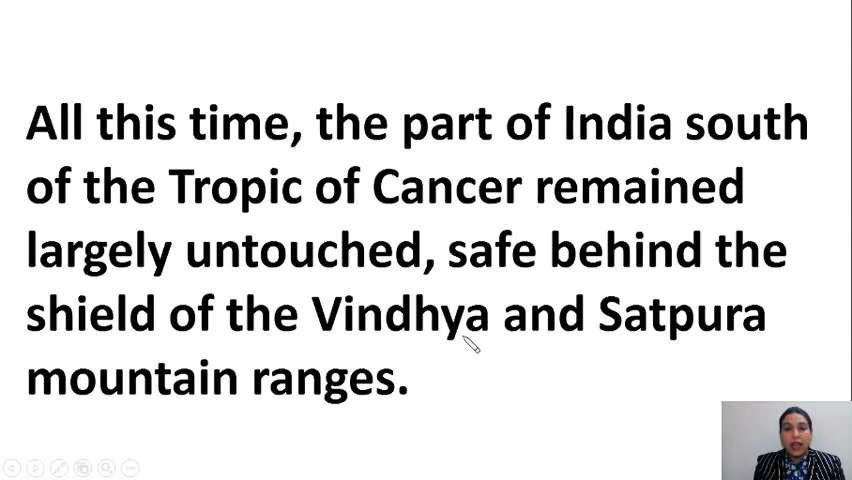 All this time, the part of India south
of the Tropic of Cancer remained
largely untouched, safe behind the
shield of the Vindhya and Satpura
mountain ranges.